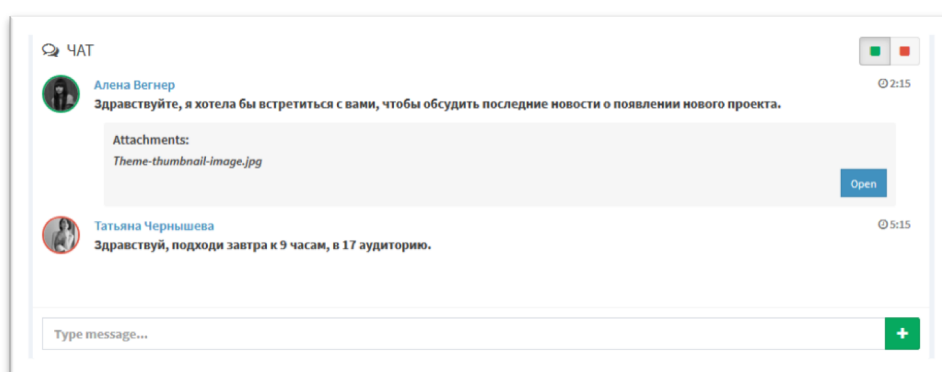 ЧАТ
Алена Вегнер 2:15
Здравствуйте, я хотела бы встретиться с вами, чтобы обсудить последние новости о появлении нового проекта.
Attachments:
Theme-thumbnail-image.jpg
Open
Татьяна Чернышева 5:15
Здравствуй, подходи завтра к 9 часам, в 17 аудиторию.
Type message...